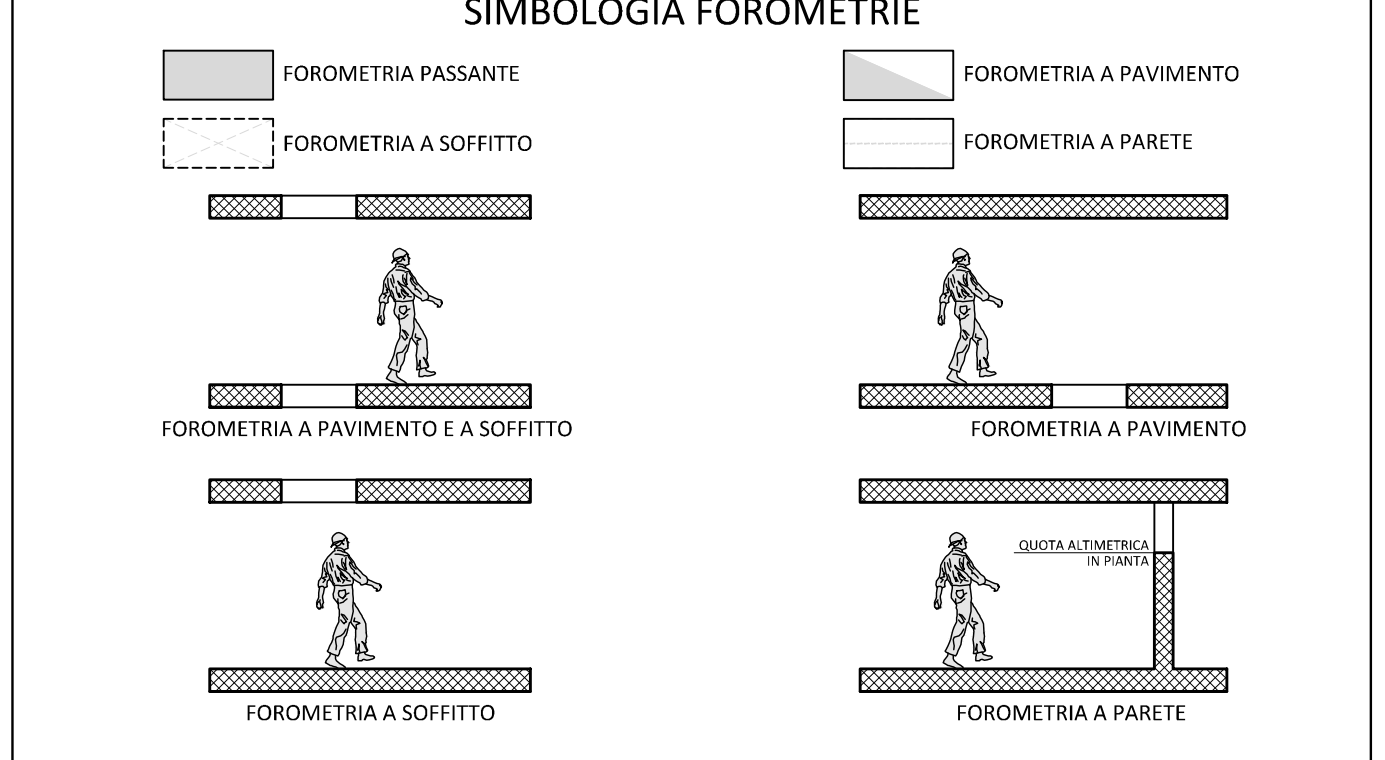 SIMBOLOGIA FOROMETRIE
FOROMETRIA PASSANTE
FOROMETRIA A PAVIMENTO
FOROMETRIA A SOFFITTO
FOROMETRIA A PARETE
FOROMETRIA A PAVIMENTO E A SOFFITTO
FOROMETRIA A PAVIMENTO
QUOTA ALTIMETRICA
IN PIANTA
FOROMETRIA A SOFFITTO
FOROMETRIA A PARETE